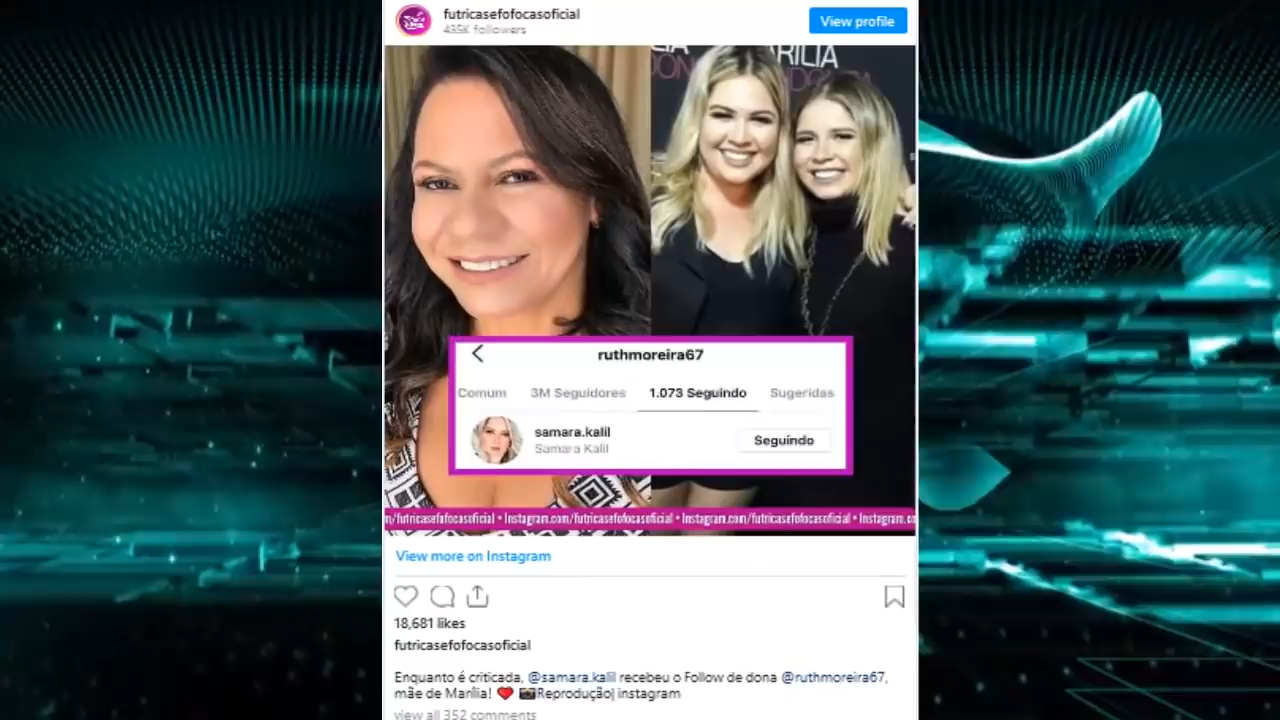 futricasefofocasoficial
435K followers
View profile
MARÍLIA
ruthmoreira67
Comum 3M Seguidores 1.073 Seguindo Sugeridas
samara.kalil
Samara Kalil
Seguindo
m/futricasefofocasoficial • Instagram.com/futricasefofocasoficial • Instagram.com/futricasefofocasoficial • Instagram.co
View more on Instagram
18,681 likes
futricasefofocasoficial
Enquanto é criticada, @samara.kalil recebeu o Follow de dona @ruthmoreira67,
mãe de Marília! ❤️ 📸Reprodução| instagram
view all 352 comments